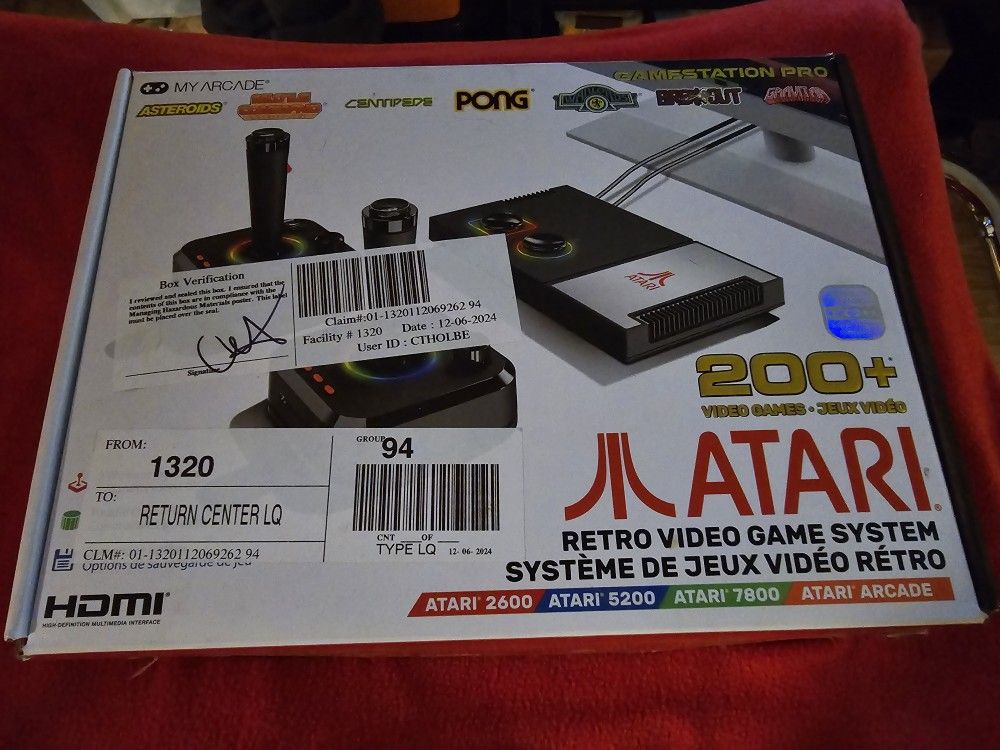 MY ARCADE®
GAMESTATION PRO
ASTEROIDS
CENTIPEDE
PONG
BREAKOUT
Box Verification
I reviewed and sealed this box. I ensured that the
contents of this box are in compliance with the
Managing Hazardous Materials poster. This label
must be placed over the seal.
Signature
Claim#:01-1320112069262 94
Facility # 1320 Date : 12-06-2024
User ID : CTHOLBE
ATARI
200+
VIDEO GAMES • JEUX VIDÉO
ATARI®
RETRO VIDEO GAME SYSTEM
SYSTÈME DE JEUX VIDÉO RÉTRO
ATARI® 2600 ATARI® 5200 ATARI® 7800 ATARI® ARCADE
FROM:
1320
TO:
RETURN CENTER LQ
CLM#: 01-1320112069262 94
GROUP
94
CNT OF
TYPE LQ 12-06-2024
Options de sauvegarde de jeu
HDMI®
HIGH-DEFINITION MULTIMEDIA INTERFACE